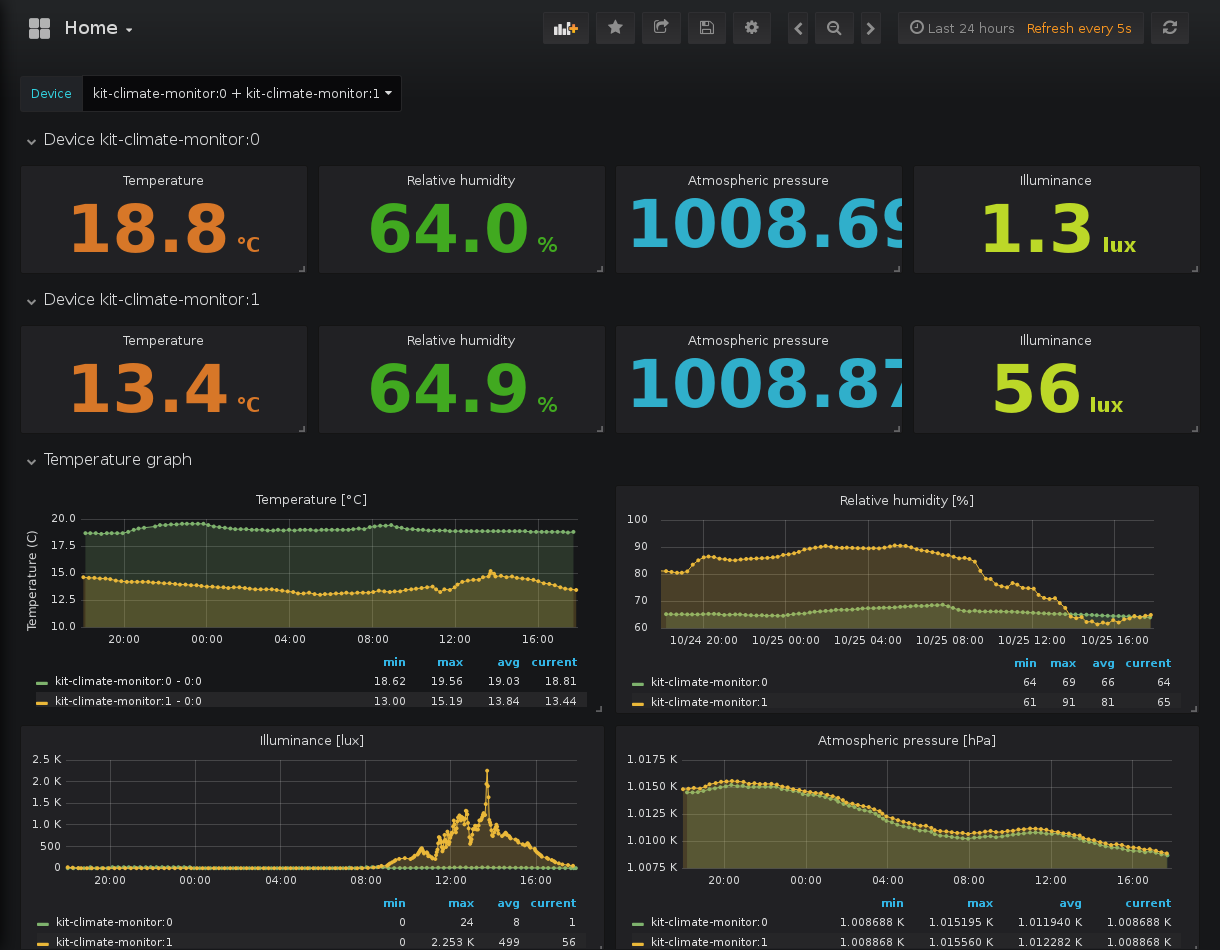 Home
Last 24 hours Refresh every 5s
Device kit-climate-monitor:0 + kit-climate-monitor:1
Device kit-climate-monitor:0
Temperature Relative humidity Atmospheric pressure Illuminance
18.8 °C 64.0 % 1008.69 1.3 lux
Device kit-climate-monitor:1
Temperature Relative humidity Atmospheric pressure Illuminance
13.4 °C 64.9 % 1008.87 56 lux
Temperature graph
Temperature [°C]
Temperature (C)
20.0
17.5
15.0
12.5
10.0
20:00 00:00 04:00 08:00 12:00 16:00
min max avg current
kit-climate-monitor:0 - 0:0 18.62 19.56 19.03 18.81
kit-climate-monitor:1 - 0:0 13.00 15.19 13.84 13.44
Relative humidity [%]
100
90
80
70
60
10/24 20:00 10/25 00:00 10/25 04:00 10/25 08:00 10/25 12:00 10/25 16:00
min max avg current
kit-climate-monitor:0 64 69 66 64
kit-climate-monitor:1 61 91 81 65
Illuminance [lux]
2.5 K
2.0 K
1.5 K
1.0 K
500
0
20:00 00:00 04:00 08:00 12:00 16:00
min max avg current
kit-climate-monitor:0 0 24 8 1
kit-climate-monitor:1 0 2.253 K 499 56
Atmospheric pressure [hPa]
1.0175 K
1.0150 K
1.0125 K
1.0100 K
1.0075 K
20:00 00:00 04:00 08:00 12:00 16:00
min max avg current
kit-climate-monitor:0 1.008688 K 1.015195 K 1.011940 K 1.008688 K
kit-climate-monitor:1 1.008868 K 1.015560 K 1.012282 K 1.008868 K